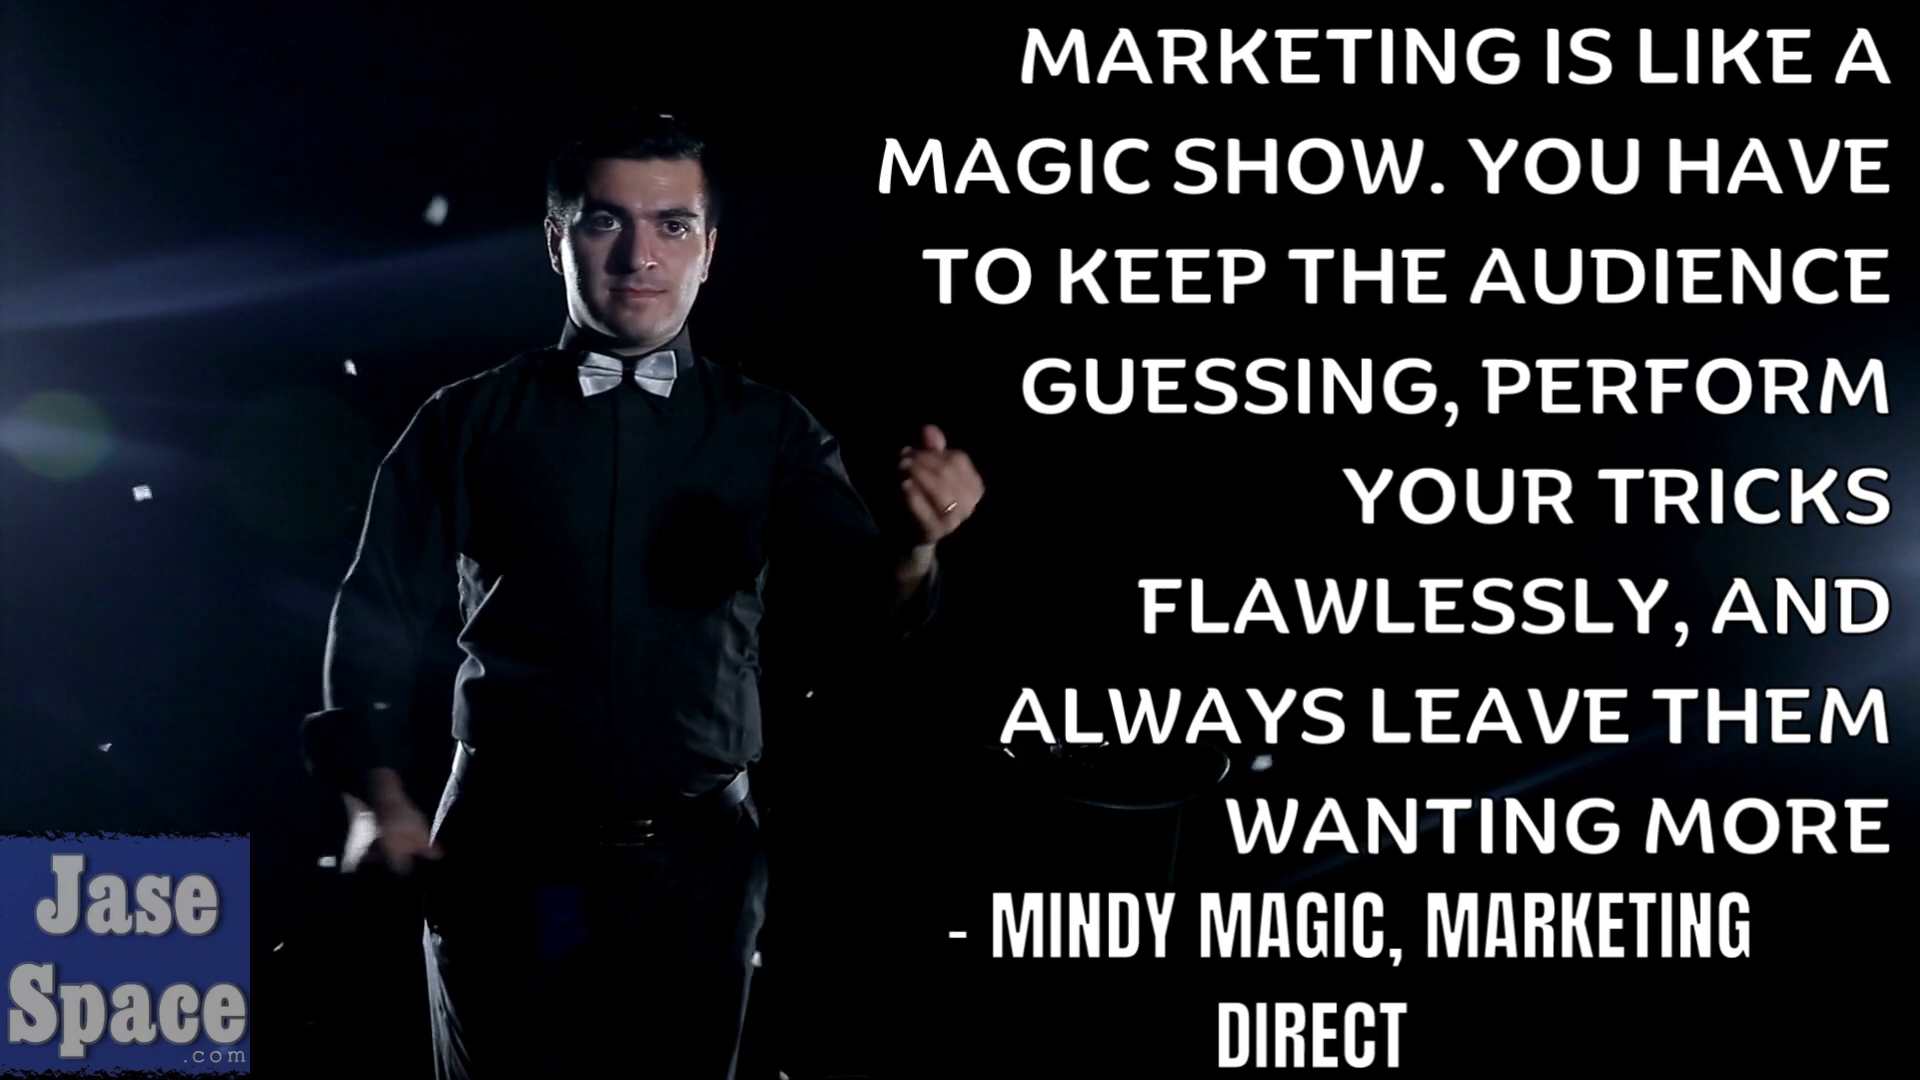 MARKETING IS LIKE A
MAGIC SHOW. YOU HAVE
TO KEEP THE AUDIENCE
GUESSING, PERFORM
YOUR TRICKS
FLAWLESSLY, AND
ALWAYS LEAVE THEM
WANTING MORE
- MINDY MAGIC, MARKETING
DIRECT
Jase
Space
.com